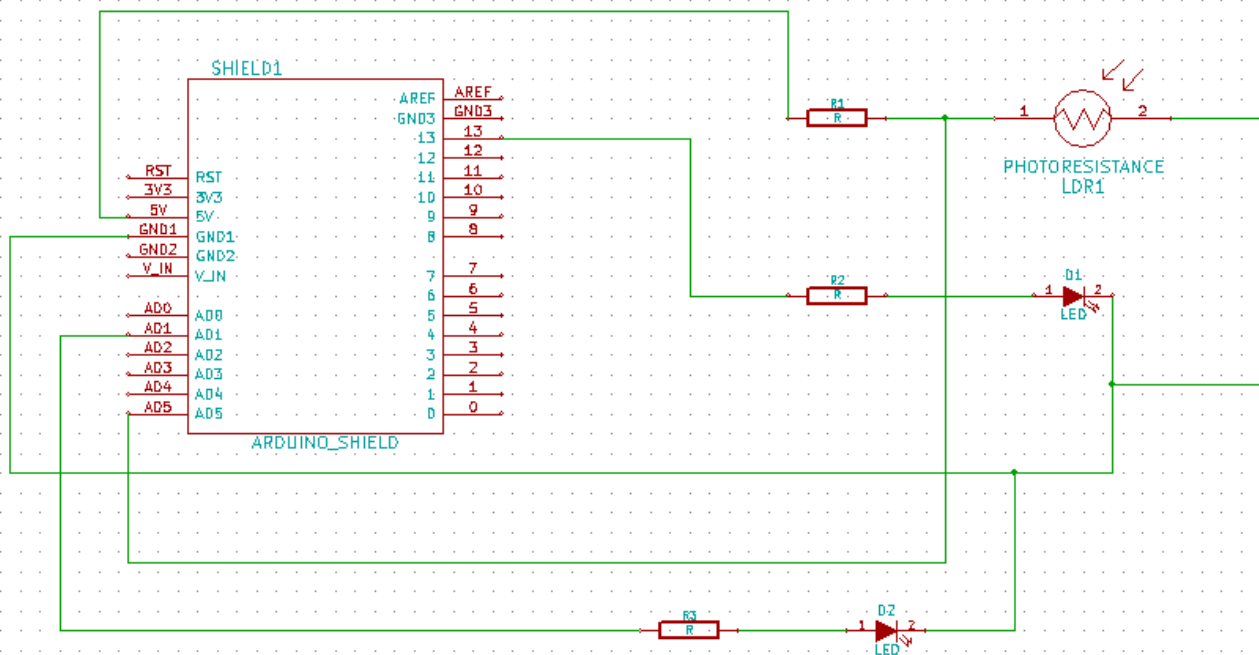 SHIELD1
AREF AREF
GND3 GND3
13 13
12 12
RST RST 11 11
3V3 3V3 10 10
5V 5V 9 9
GND1 GND1 8 8
GND2 GND2
V_IN V_IN 7 7
6 6
AD0 AD0 5 5
AD1 AD1 4 4
AD2 AD2 3 3
AD3 AD3 2 2
AD4 AD4 1 1
AD5 AD5 0 0
ARDUINO_SHIELD
R1
R
1 2
PHOTORESISTANCE
LDR1
R2
R
D1
1 2
LED
R3
R
D2
1 2
LED